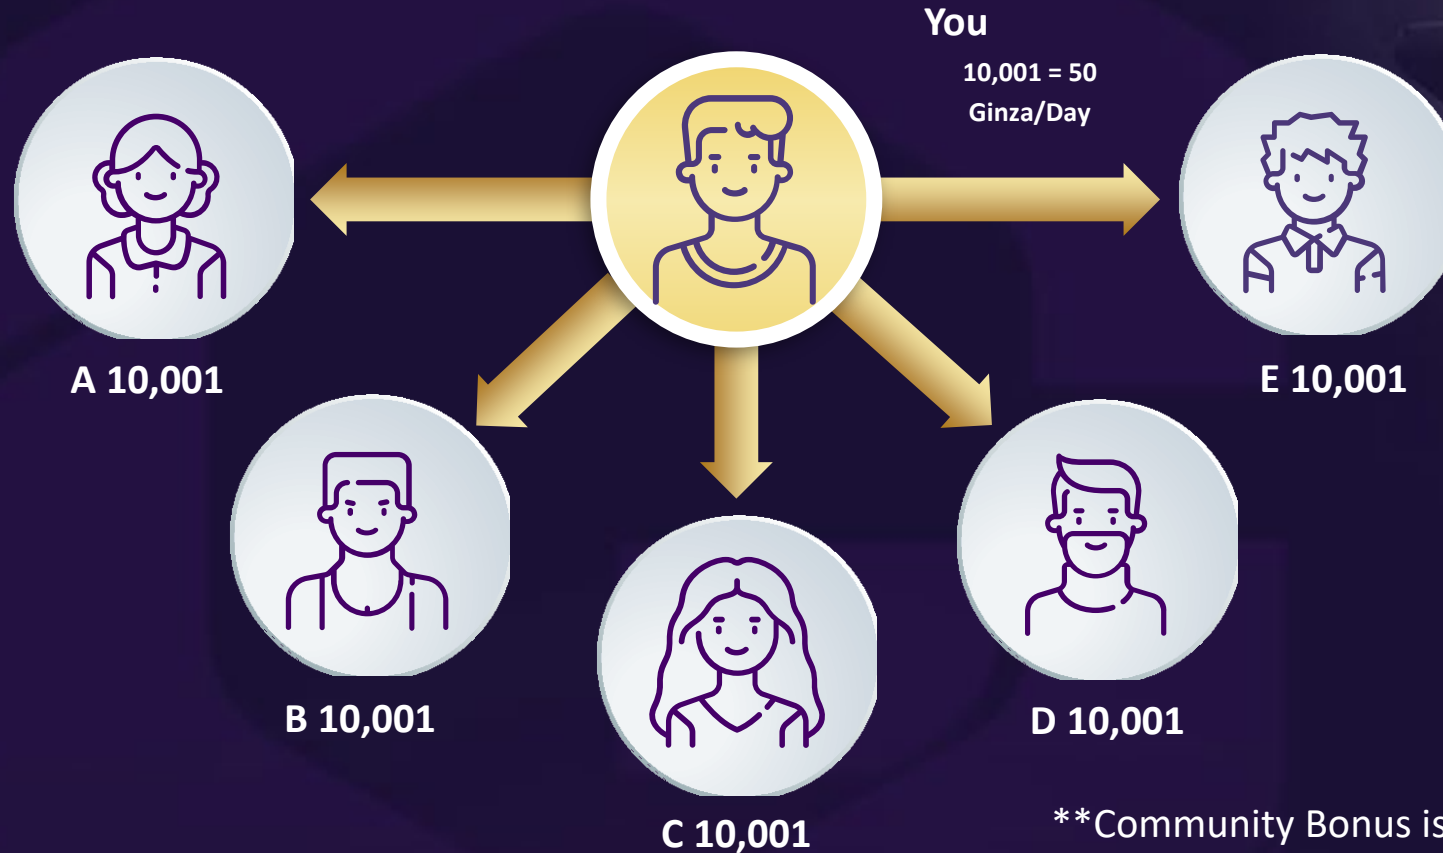 You
10,001 = 50
Ginza/Day
A 10,001
E 10,001
B 10,001
D 10,001
C 10,001
**Community Bonus is